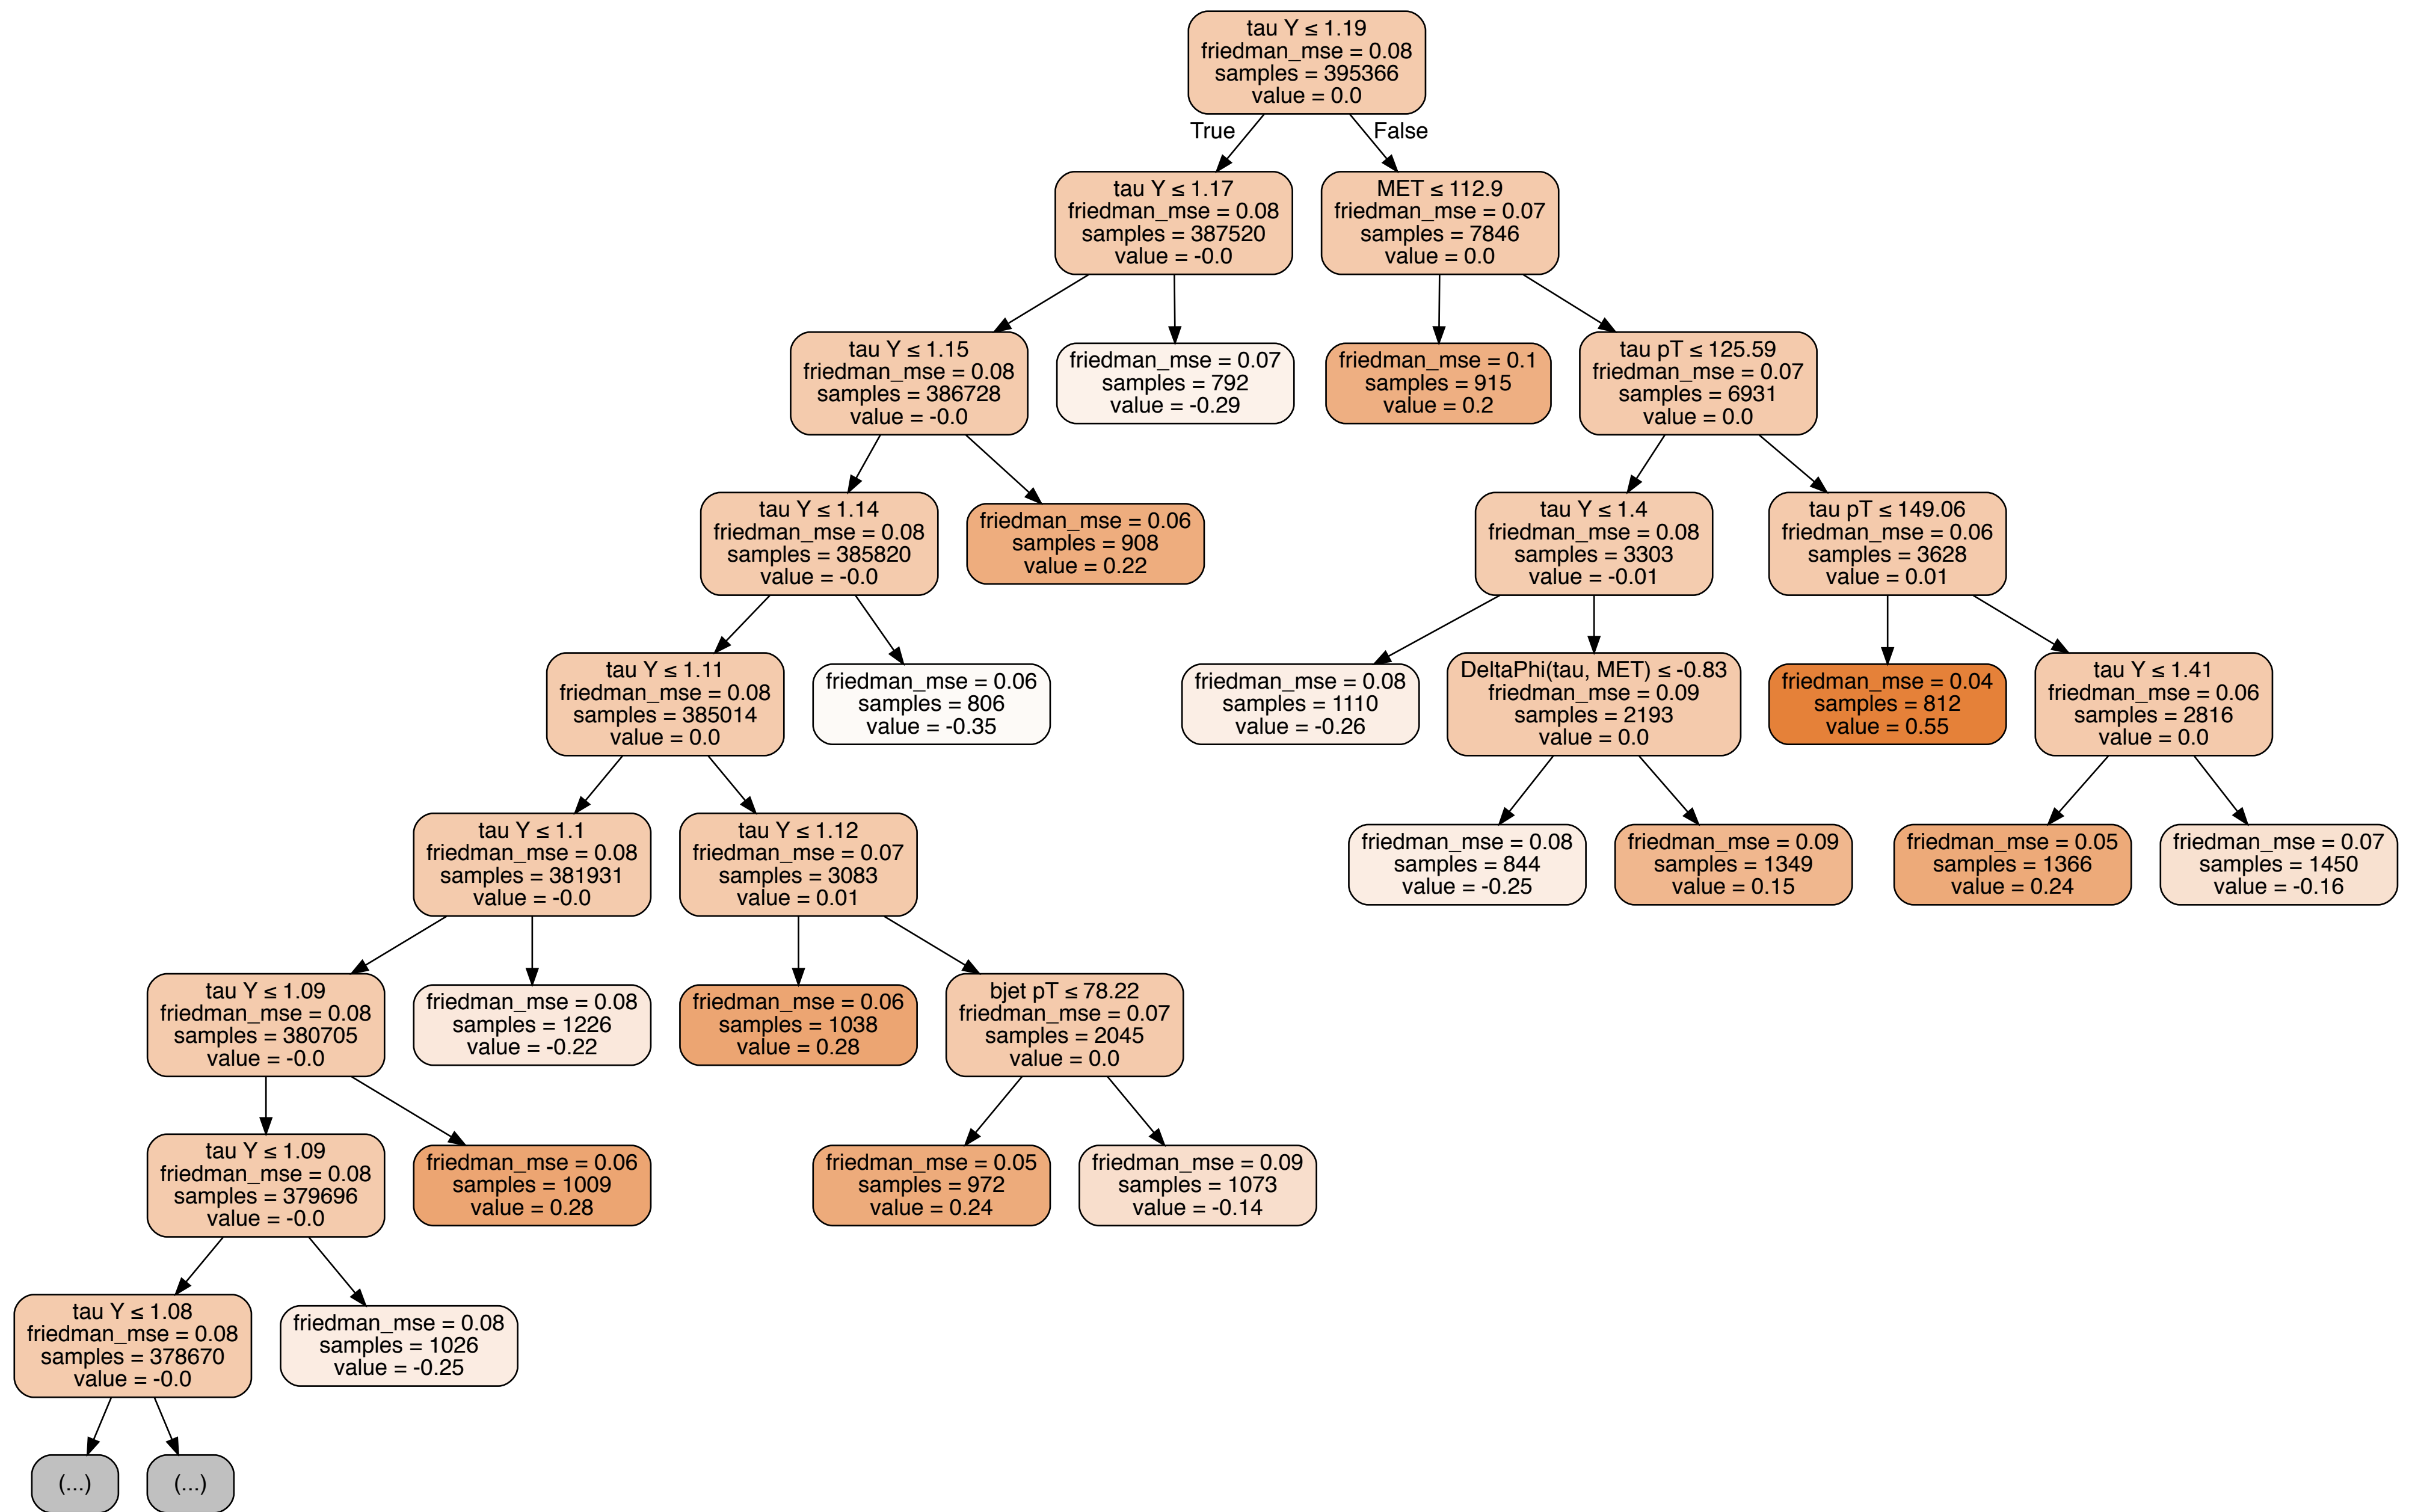 tau Y ≤ 1.19
friedman_mse = 0.08
samples = 395366
value = 0.0
True
False
tau Y ≤ 1.17
friedman_mse = 0.08
samples = 387520
value = -0.0
MET ≤ 112.9
friedman_mse = 0.07
samples = 7846
value = 0.0
tau Y ≤ 1.15
friedman_mse = 0.08
samples = 386728
value = -0.0
friedman_mse = 0.07
samples = 792
value = -0.29
friedman_mse = 0.1
samples = 915
value = 0.2
tau pT ≤ 125.59
friedman_mse = 0.07
samples = 6931
value = 0.0
tau Y ≤ 1.14
friedman_mse = 0.08
samples = 385820
value = -0.0
friedman_mse = 0.06
samples = 908
value = 0.22
tau Y ≤ 1.4
friedman_mse = 0.08
samples = 3303
value = -0.01
tau pT ≤ 149.06
friedman_mse = 0.06
samples = 3628
value = 0.01
tau Y ≤ 1.11
friedman_mse = 0.08
samples = 385014
value = 0.0
friedman_mse = 0.06
samples = 806
value = -0.35
friedman_mse = 0.08
samples = 1110
value = -0.26
DeltaPhi(tau, MET) ≤ -0.83
friedman_mse = 0.09
samples = 2193
value = 0.0
friedman_mse = 0.04
samples = 812
value = 0.55
tau Y ≤ 1.41
friedman_mse = 0.06
samples = 2816
value = 0.0
tau Y ≤ 1.1
friedman_mse = 0.08
samples = 381931
value = -0.0
tau Y ≤ 1.12
friedman_mse = 0.07
samples = 3083
value = 0.01
friedman_mse = 0.08
samples = 844
value = -0.25
friedman_mse = 0.09
samples = 1349
value = 0.15
friedman_mse = 0.05
samples = 1366
value = 0.24
friedman_mse = 0.07
samples = 1450
value = -0.16
tau Y ≤ 1.09
friedman_mse = 0.08
samples = 380705
value = -0.0
friedman_mse = 0.08
samples = 1226
value = -0.22
friedman_mse = 0.06
samples = 1038
value = 0.28
bjet pT ≤ 78.22
friedman_mse = 0.07
samples = 2045
value = 0.0
tau Y ≤ 1.09
friedman_mse = 0.08
samples = 379696
value = -0.0
friedman_mse = 0.06
samples = 1009
value = 0.28
friedman_mse = 0.05
samples = 972
value = 0.24
friedman_mse = 0.09
samples = 1073
value = -0.14
tau Y ≤ 1.08
friedman_mse = 0.08
samples = 378670
value = -0.0
friedman_mse = 0.08
samples = 1026
value = -0.25
(...)
(...)